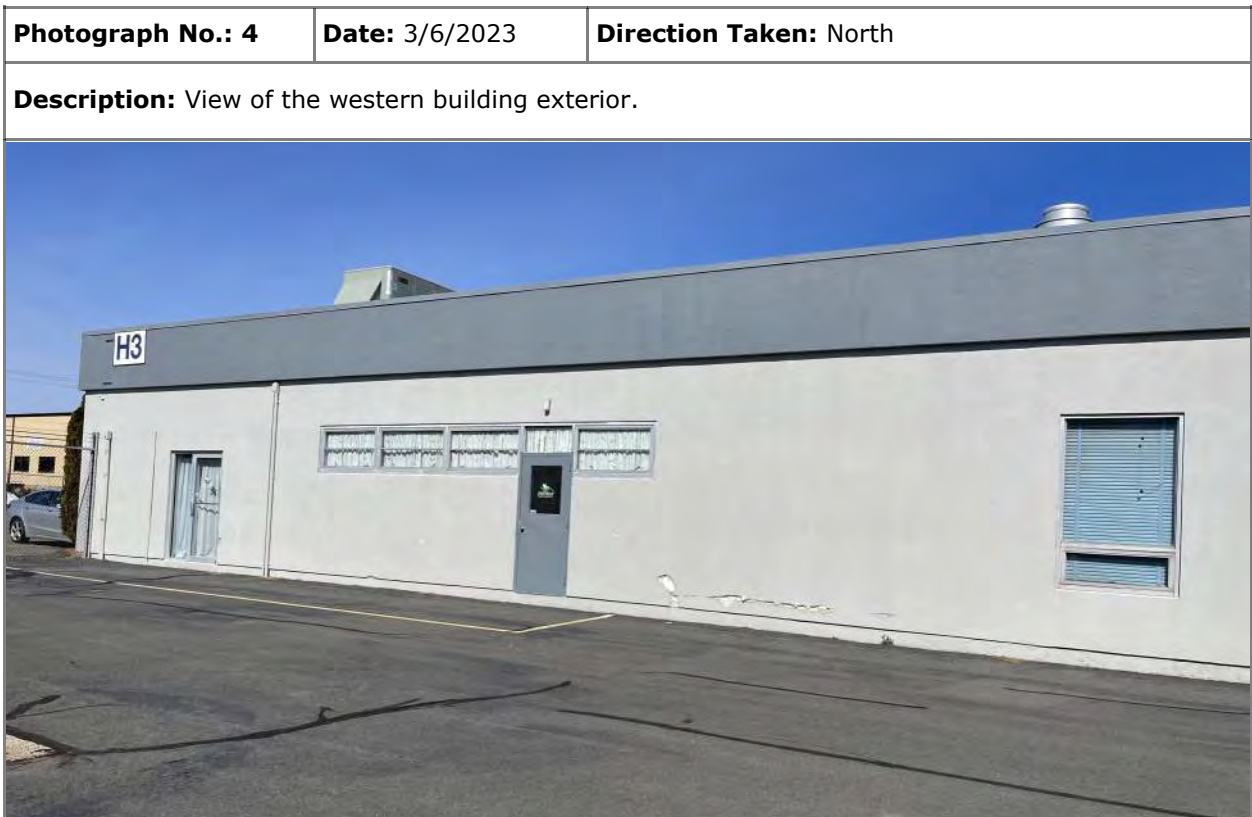 Photograph No.: 4 Date: 3/6/2023 Direction Taken: North
Description: View of the western building exterior.
H3